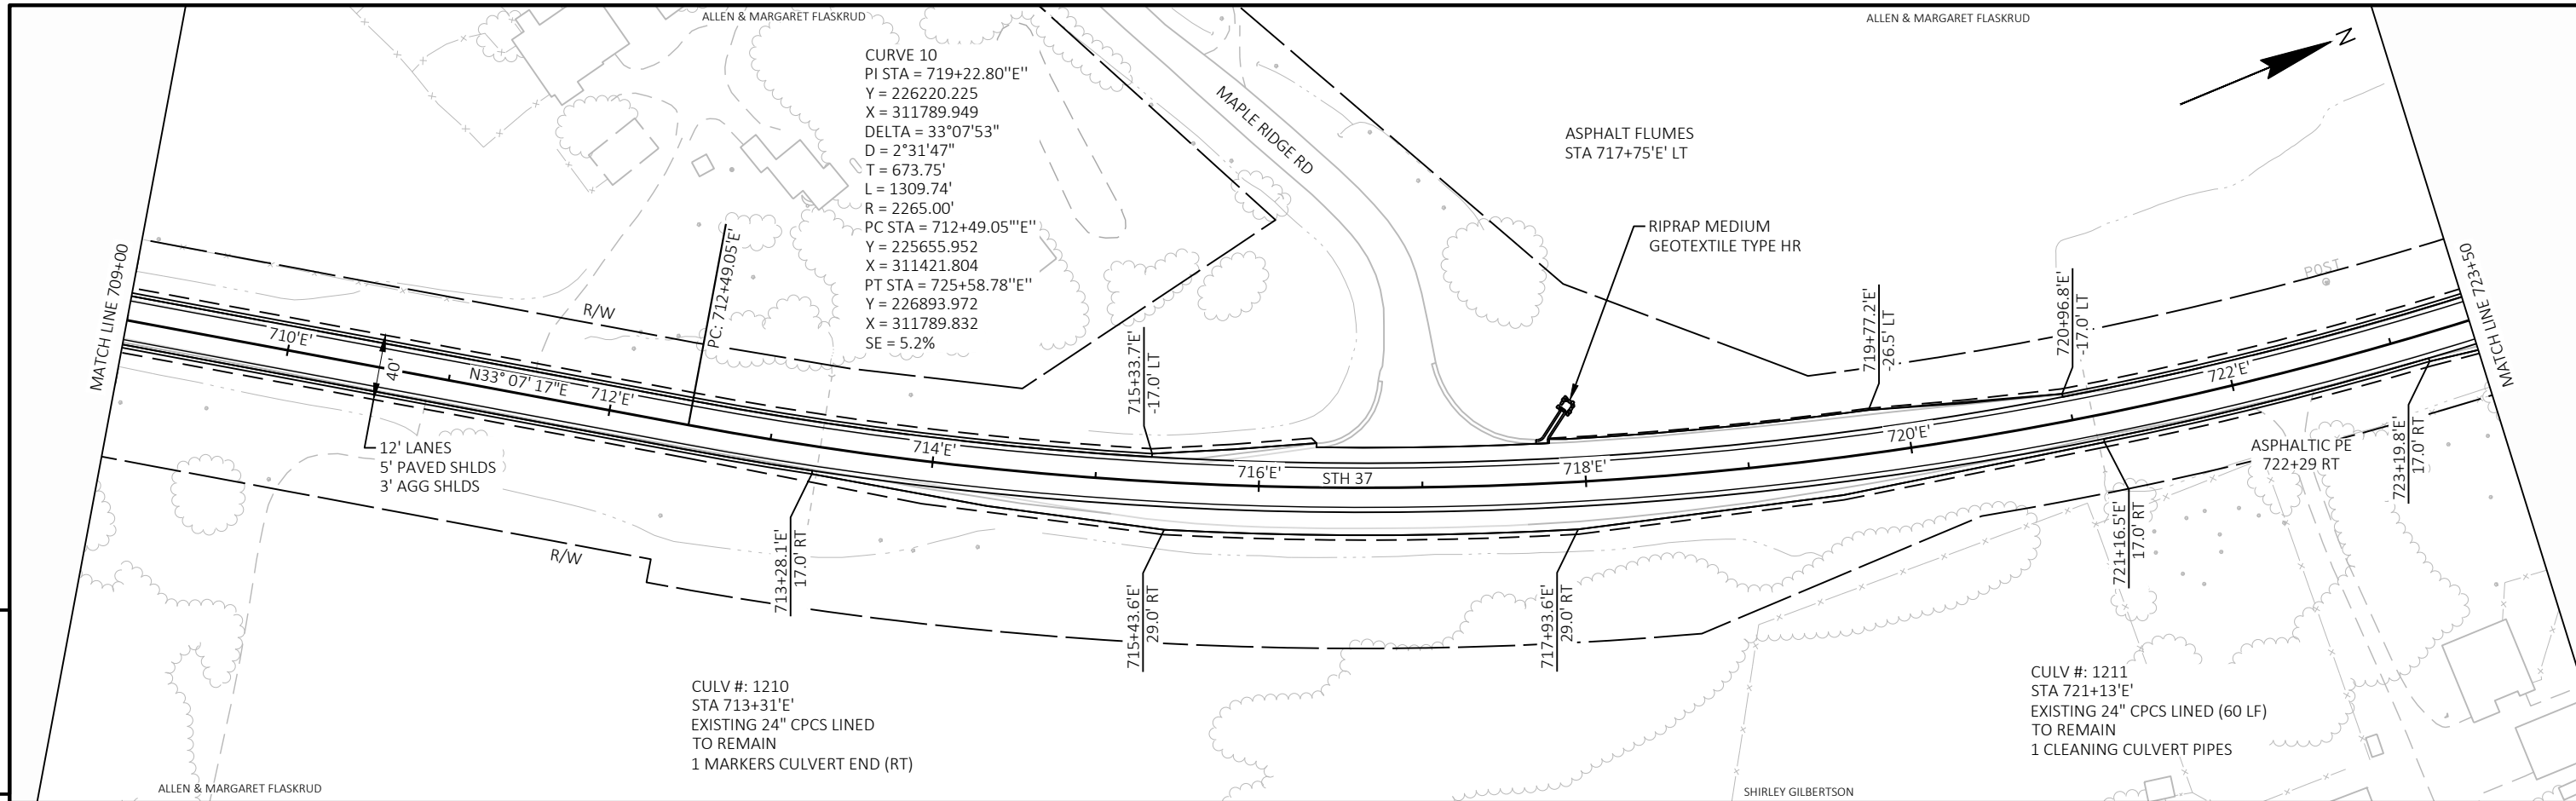 ALLEN & MARGARET FLASKRUD
ALLEN & MARGARET FLASKRUD
N
CURVE 10
PI STA = 719+22.80"E"
Y = 226220.225
X = 311789.949
DELTA = 33°07'53"
D = 2°31'47"
T = 673.75'
L = 1309.74'
R = 2265.00'
PC STA = 712+49.05"'E"
Y = 225655.952
X = 311421.804
PT STA = 725+58.78"E"
Y = 226893.972
X = 311789.832
SE = 5.2%
MAPLE RIDGE RD
ASPHALT FLUMES
STA 717+75'E' LT
RIPRAP MEDIUM
GEOTEXTILE TYPE HR
MATCH LINE 709+00
MATCH LINE 723+50
POST
R/W
PC: 712+49.05'E'
715+33.7'E'
-17.0' LT
719+77.2'E'
-26.5' LT
720+96.8'E'
-17.0' LT
710'E'
40'
N33° 07' 17"E
712'E'
714'E'
716'E'
STH 37
718'E'
720'E'
722'E'
12' LANES
5' PAVED SHLDS
3' AGG SHLDS
ASPHALTIC PE
722+29 RT
723+19.8'E'
17.0' RT
R/W
713+28.1'E'
17.0' RT
715+43.6'E'
29.0' RT
717+93.6'E'
29.0' RT
721+16.5'E'
17.0' RT
CULV #: 1210
STA 713+31'E'
EXISTING 24" CPCS LINED
TO REMAIN
1 MARKERS CULVERT END (RT)
CULV #: 1211
STA 721+13'E'
EXISTING 24" CPCS LINED (60 LF)
TO REMAIN
1 CLEANING CULVERT PIPES
ALLEN & MARGARET FLASKRUD
SHIRLEY GILBERTSON